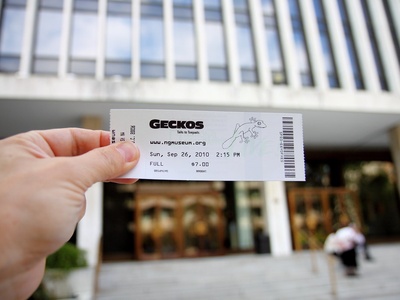 GECKOS
Tails to Toepads
www.ngmuseum.org
Sun, Sep 26, 2010 2:15 PM
FULL $7.00